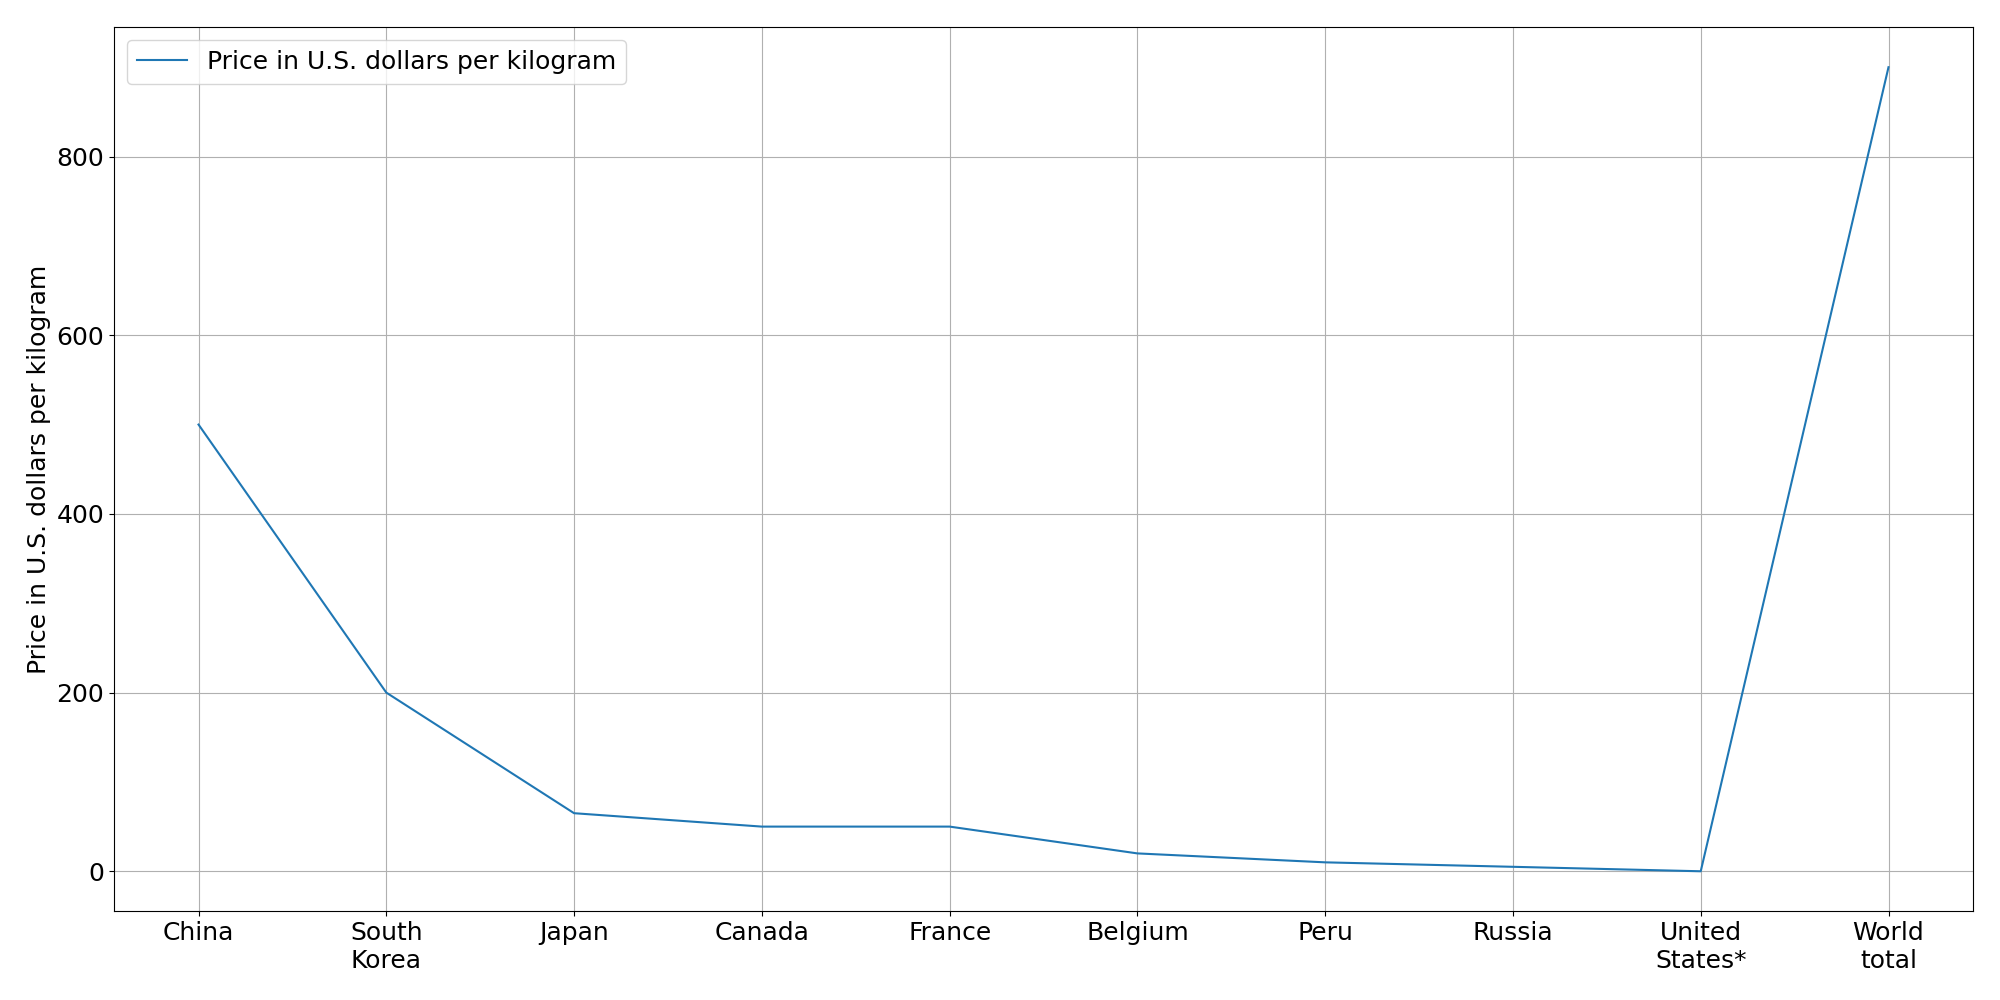 Price in U.S. dollars per kilogram
Price in U.S. dollars per kilogram
800
600
400
200
0
China
South
Korea
Japan
Canada
France
Belgium
Peru
Russia
United
States*
World
total